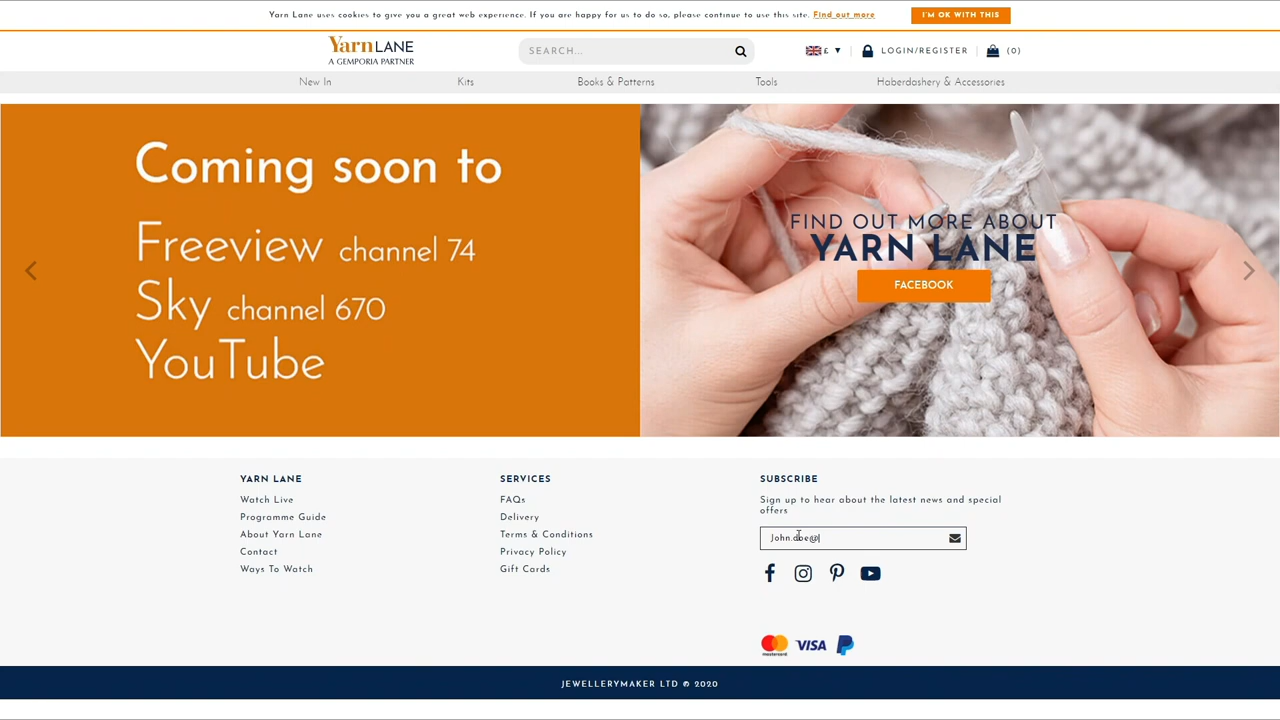 Yarn Lane uses cookies to give you a great web experience. If you are happy for us to do so, please continue to use this site. Find out more
I'M OK WITH THIS
Yarn LANE
A GEMPORIA PARTNER
SEARCH...
£ ▼ | LOGIN/REGISTER | (0)
New In Kits Books & Patterns Tools Haberdashery & Accessories
Coming soon to
Freeview channel 74
Sky channel 670
YouTube
FIND OUT MORE ABOUT
YARN LANE
FACEBOOK
YARN LANE
Watch Live
Programme Guide
About Yarn Lane
Contact
Ways To Watch
SERVICES
FAQs
Delivery
Terms & Conditions
Privacy Policy
Gift Cards
SUBSCRIBE
Sign up to hear about the latest news and special
offers
John.doe@
mastercard VISA
JEWELLERYMAKER LTD © 2020